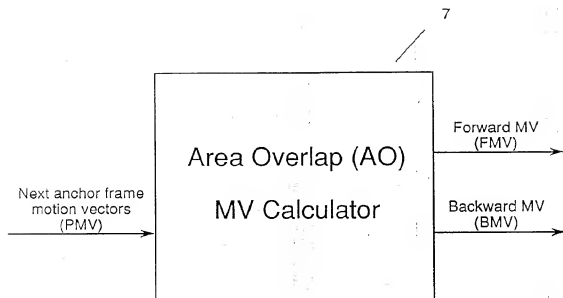 7
Area Overlap (AO)
MV Calculator
Next anchor frame
motion vectors
(PMV)
Forward MV
(FMV)
Backward MV
(BMV)